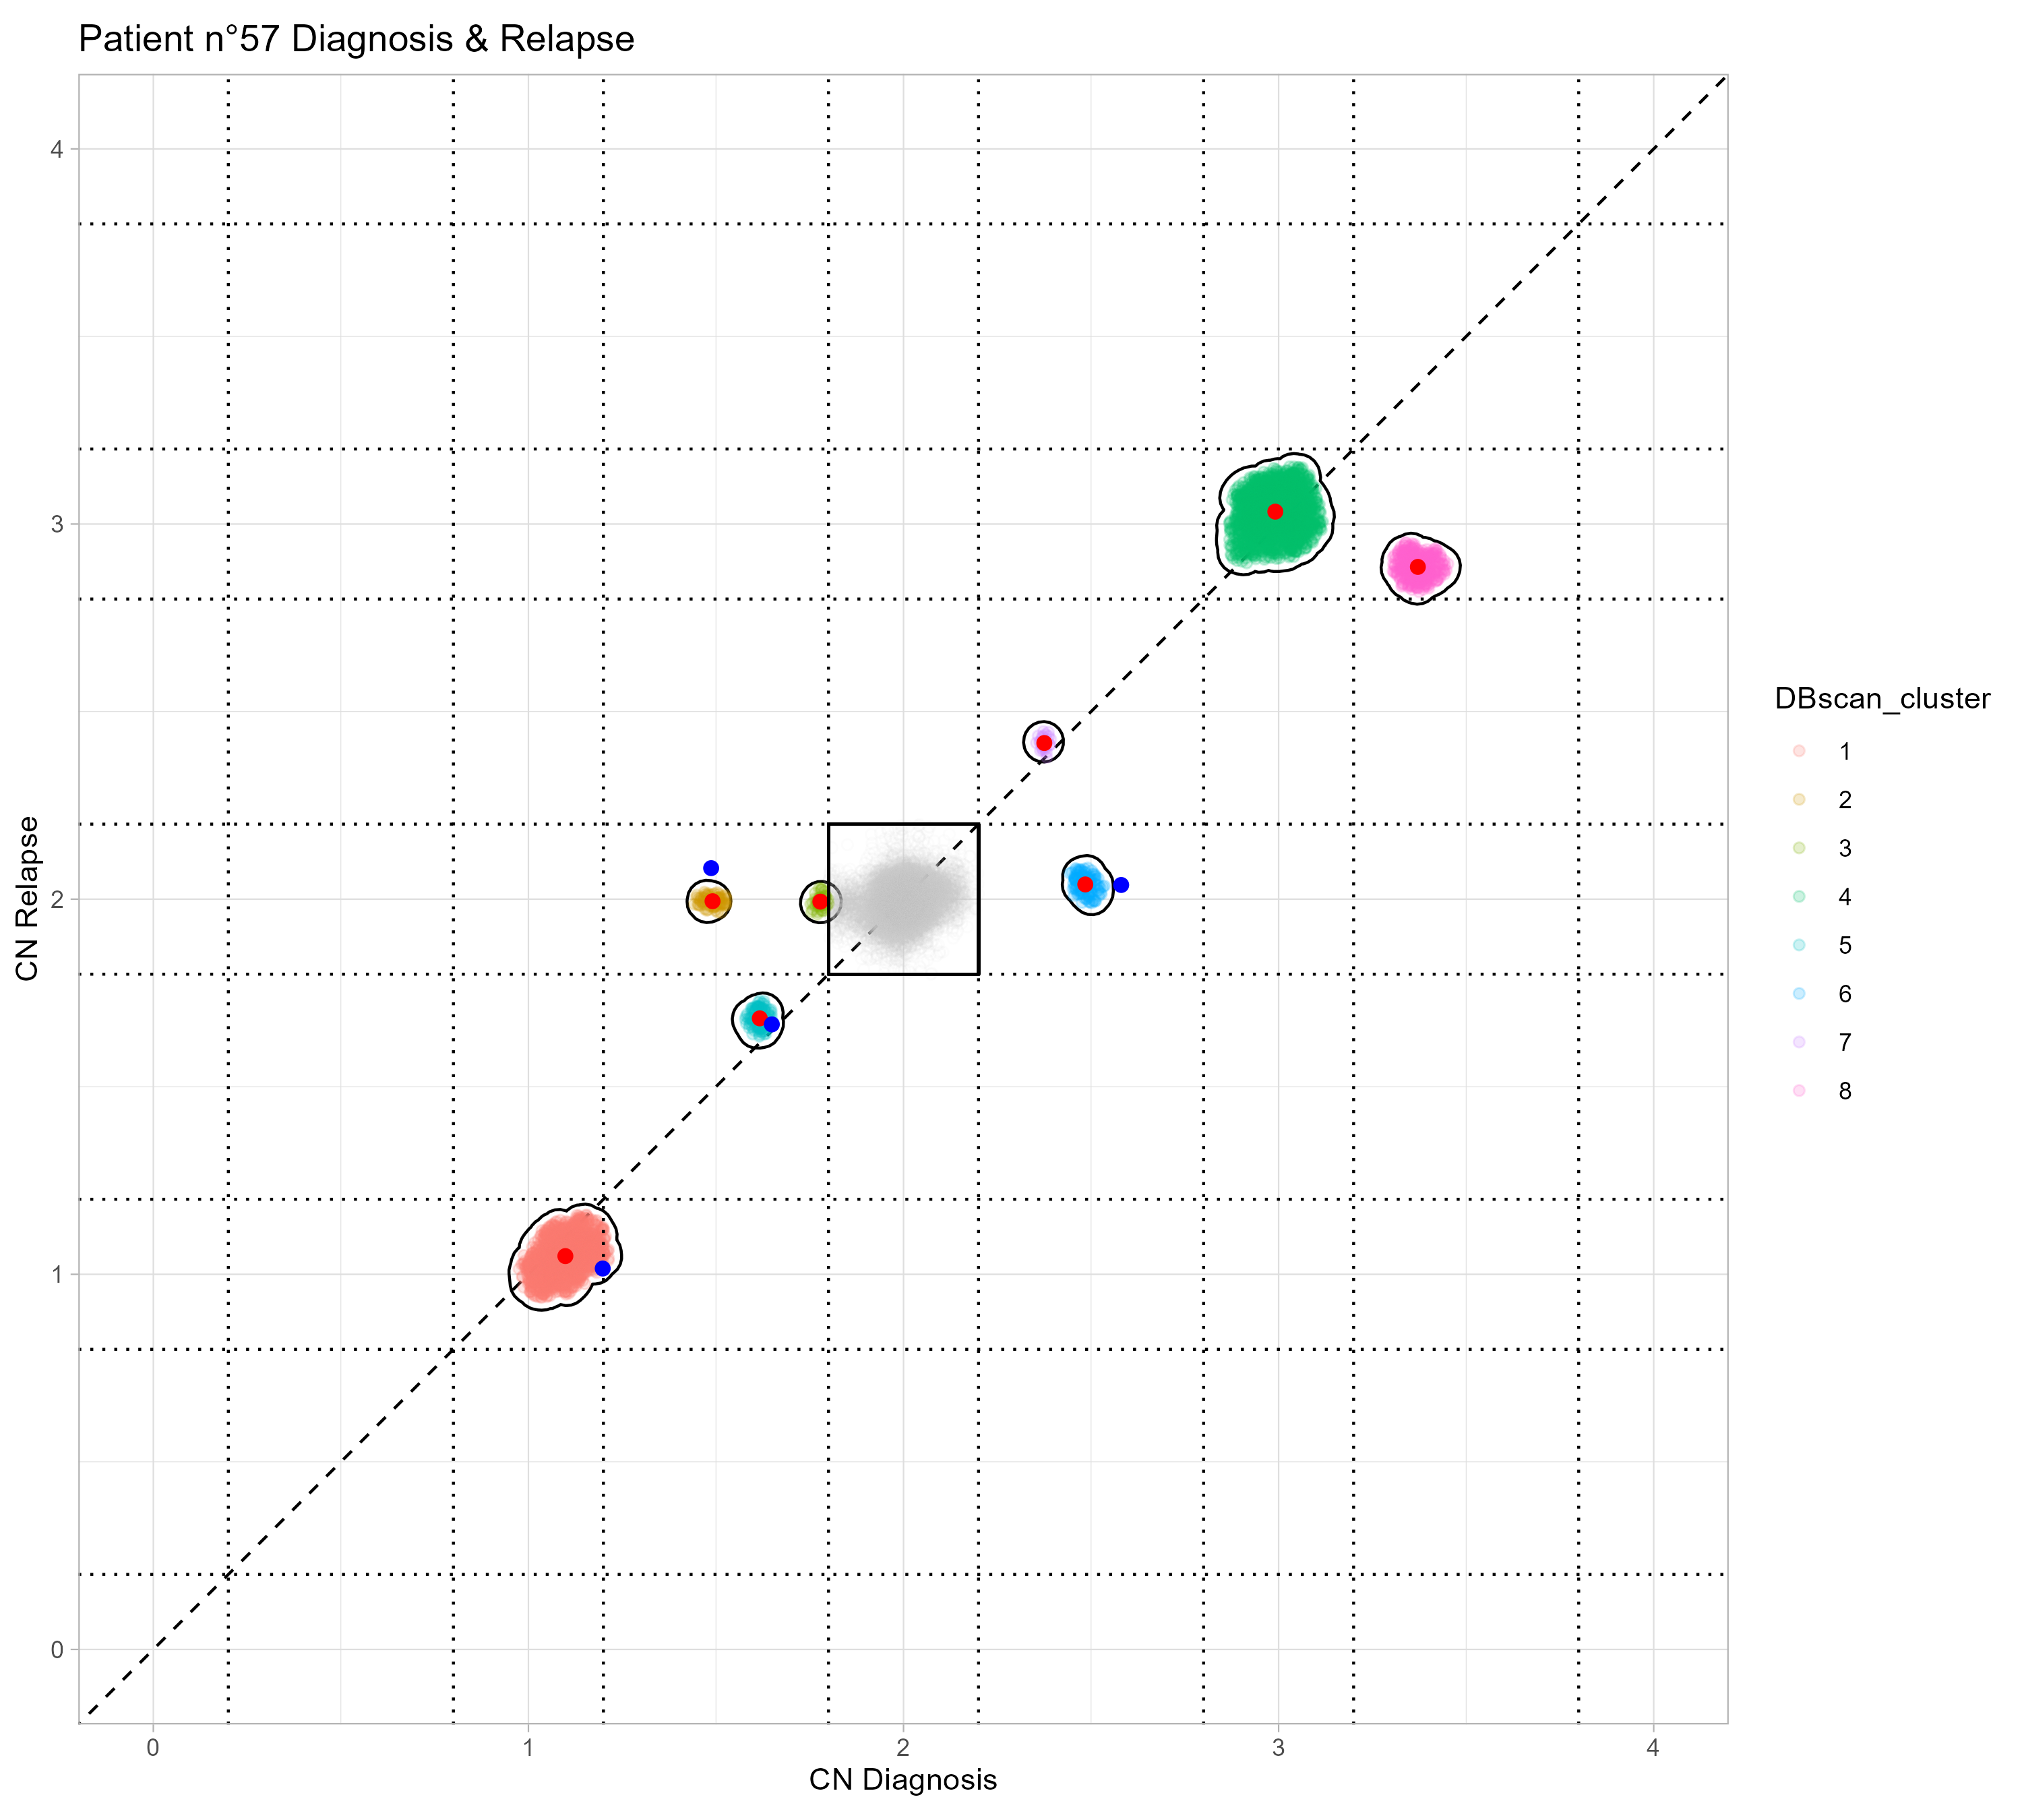 Patient n°57 Diagnosis & Relapse
4
3
2
1
0
CN Relapse
0 1 2 3 4
CN Diagnosis
DBscan_cluster
1
2
3
4
5
6
7
8